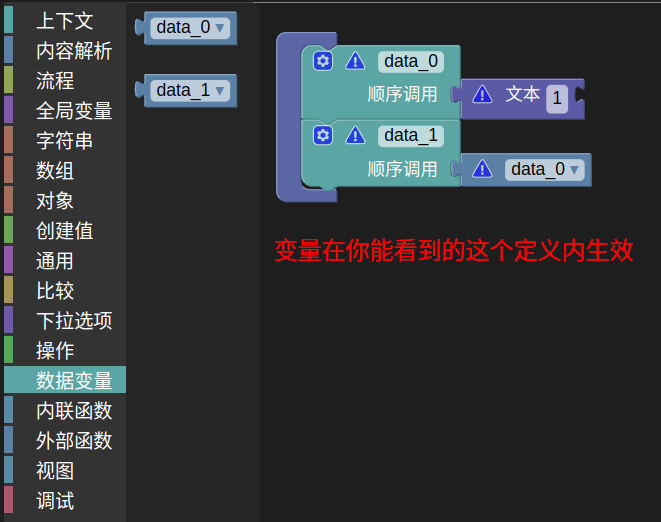 上下文
内容解析
流程
全局变量
字符串
数组
对象
创建值
通用
比较
下拉选项
操作
数据变量
内联函数
外部函数
视图
调试
data_0
data_1
data_0
顺序调用 文本 1
data_1
顺序调用 data_0
变量在你能看到的这个定义内生效